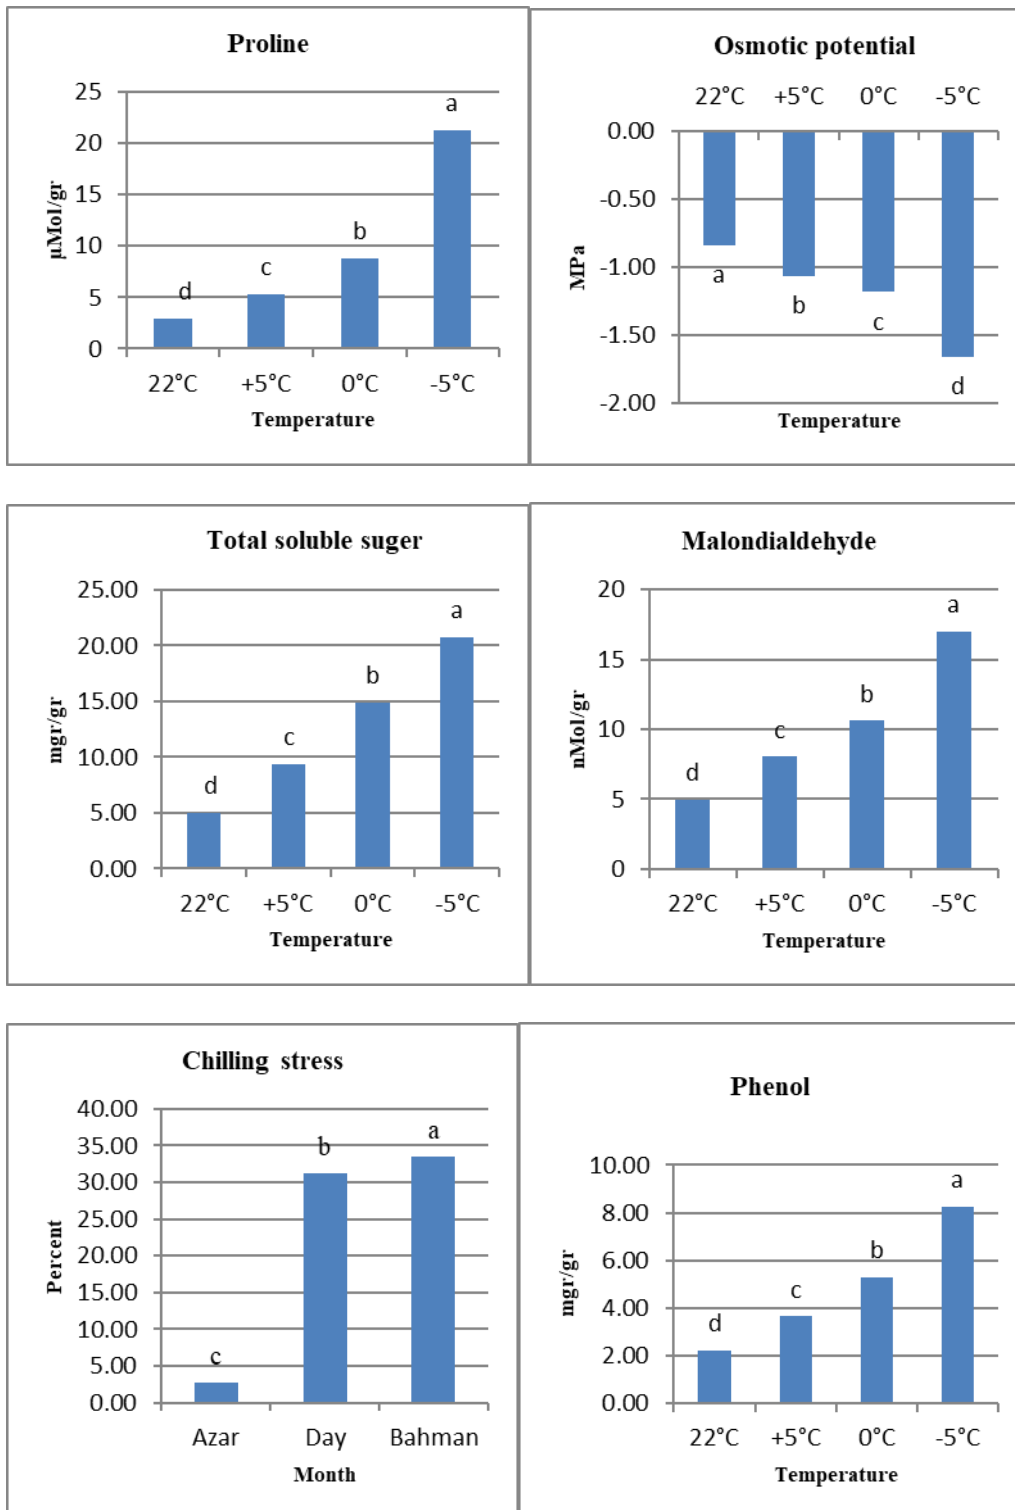 Proline
25
20
15
10
5
0
µMol/gr
d
c
b
a
22°C +5°C 0°C -5°C
Temperature
Osmotic potential
22°C +5°C 0°C -5°C
0.00
-0.50
-1.00
-1.50
-2.00
MPa
a
b
c
d
Temperature
Total soluble suger
25.00
20.00
15.00
10.00
5.00
0.00
mgr/gr
d
c
b
a
22°C +5°C 0°C -5°C
Temperature
Malondialdehyde
20
15
10
5
0
nMol/gr
d
c
b
a
22°C +5°C 0°C -5°C
Temperature
Chilling stress
40.00
35.00
30.00
25.00
20.00
15.00
10.00
5.00
0.00
Percent
c
b
a
Azar Day Bahman
Month
Phenol
10.00
8.00
6.00
4.00
2.00
0.00
mgr/gr
d
c
b
a
22°C +5°C 0°C -5°C
Temperature